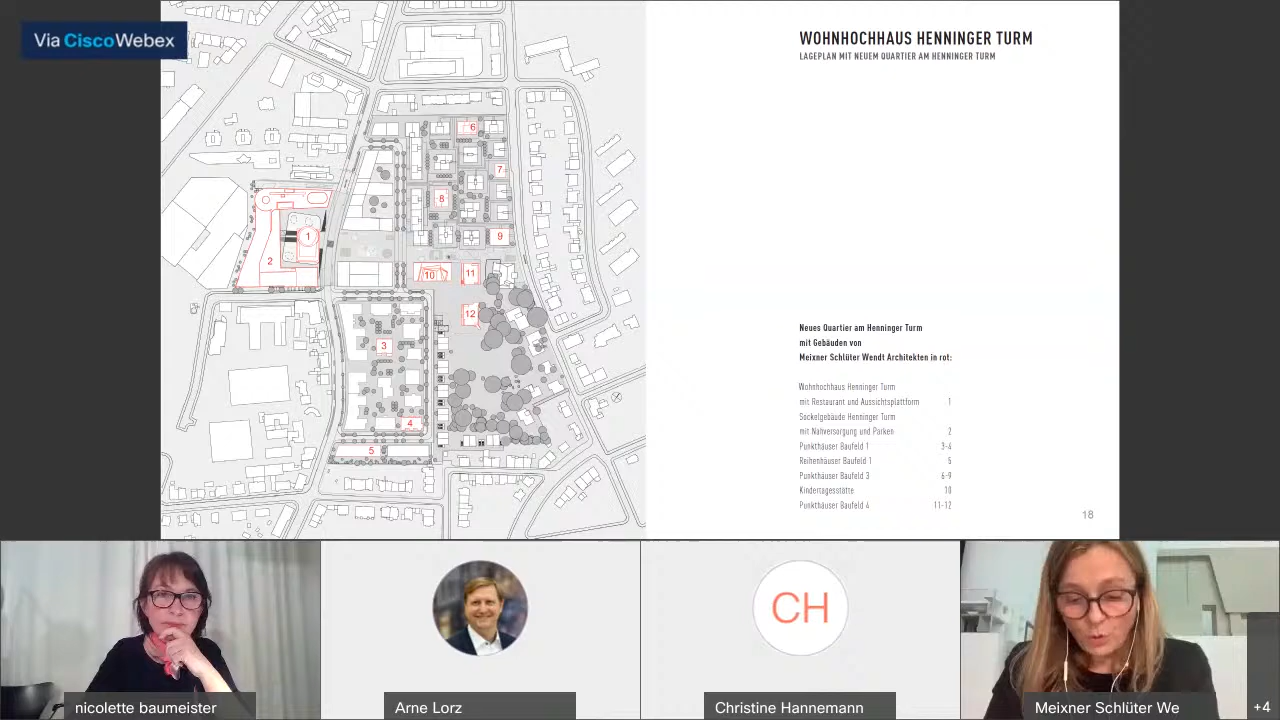 Via Cisco Webex
WOHNHOCHHAUS HENNINGER TURM
LAGEPLAN MIT NEUEM QUARTIER AM HENNINGER TURM
6
7
8
1
9
2
10
11
12
3
4
5
Neues Quartier am Henninger Turm
mit Gebäuden von
Meixner Schlüter Wendt Architekten in rot:
Wohnhochhaus Henninger Turm
mit Restaurant und Aussichtsplattform 1
Sockelgebäude Henninger Turm
mit Nahversorgung und Parken 2
Punkthäuser Baufeld 1 3-4
Reihenhäuser Baufeld 1 5
Punkthäuser Baufeld 3 6-9
Kindertagesstätte 10
Punkthäuser Baufeld 4 11-12
18
CH
nicolette baumeister
Arne Lorz
Christine Hannemann
Meixner Schlüter We
+4